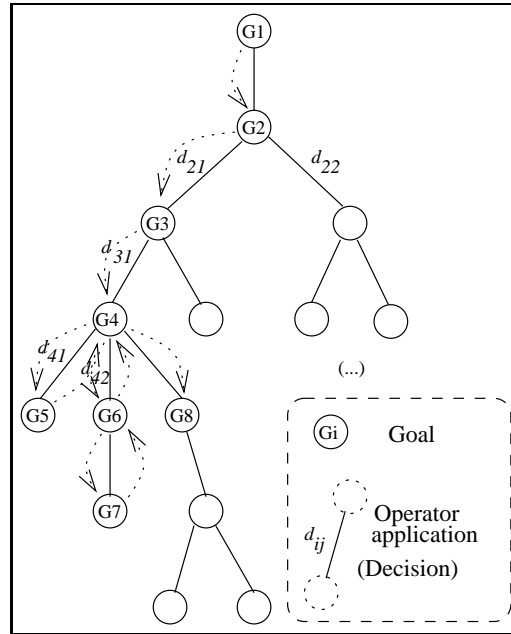 G1
G2
d21
d22
G3
d31
G4
d41
d42
G5
G6
G8
(...)
G7
Gi
Goal
dij
Operator
application
(Decision)